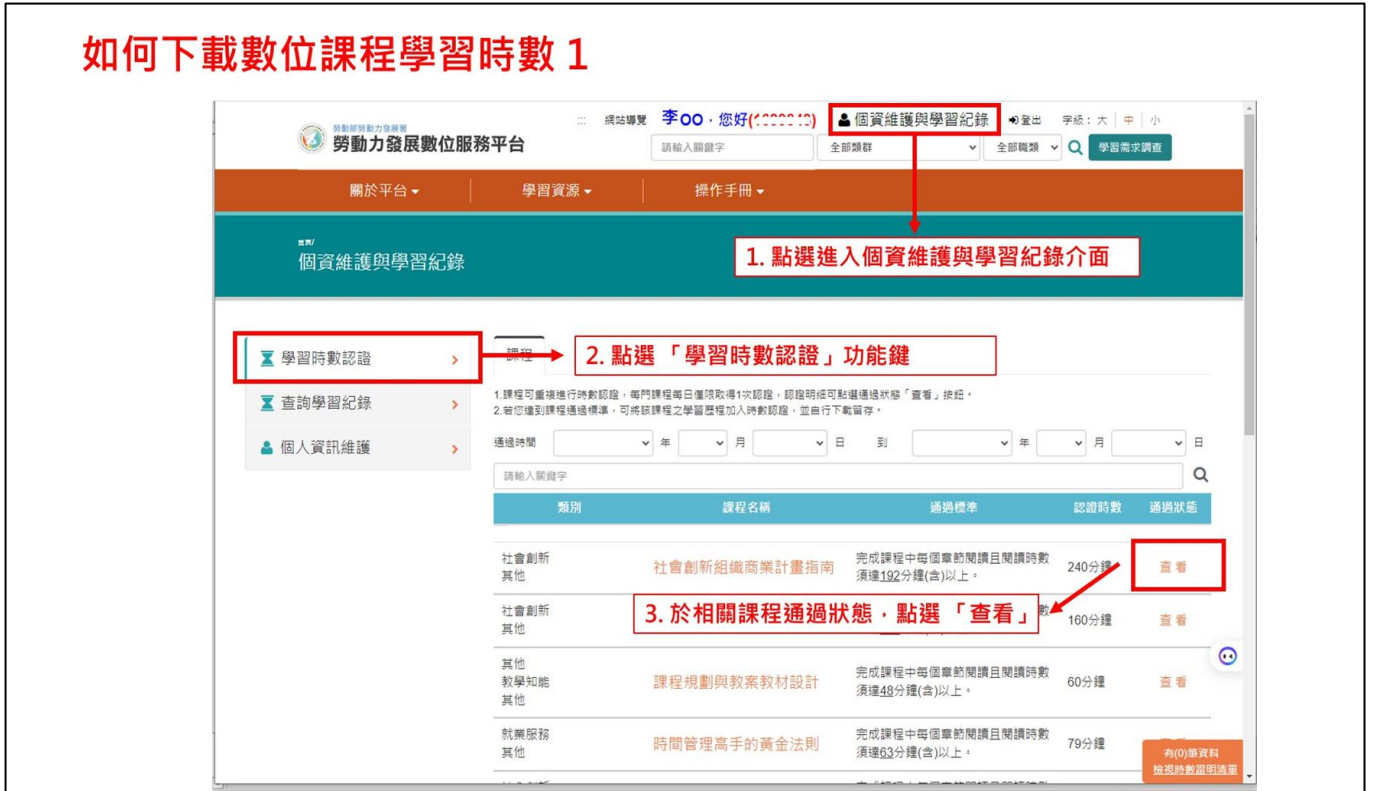 如何下載數位課程學習時數 1
勞動部勞動力發展署
勞動力發展數位服務平台
::: 網站導覽 李OO，您好( 個資維護與學習紀錄 登出 字級：大 中 小
請輸入關鍵字 全部類群 全部職類 學習需求調查
關於平台 學習資源 操作手冊
首頁/
個資維護與學習紀錄
1. 點選進入個資維護與學習紀錄介面
學習時數認證
查詢學習紀錄
個人資訊維護
課程
2. 點選 「學習時數認證」功能鍵
1.課程可重複進行時數認證，每門課程每日僅限取得1次認證，認證明細可點選通過狀態「查看」按鈕。
2.若您達到課程通過標準，可將該課程之學習歷程加入時數認證，並自行下載留存。
通過時間 年 月 日 到 年 月 日
請輸入關鍵字
類別 課程名稱 通過標準 認證時數 通過狀態
社會創新
其他
社會創新組織商業計畫指南
完成課程中每個章節閱讀且閱讀時數
須達192分鐘(含)以上。
240分鐘
查看
社會創新
其他
3. 於相關課程通過狀態，點選 「查看」
數
160分鐘
查看
其他
教學知能
其他
課程規劃與教案教材設計
完成課程中每個章節閱讀且閱讀時數
須達48分鐘(含)以上。
60分鐘
查看
就業服務
其他
時間管理高手的黃金法則
完成課程中每個章節閱讀且閱讀時數
須達63分鐘(含)以上。
79分鐘
有(0)筆資料
檢視時數證明清單